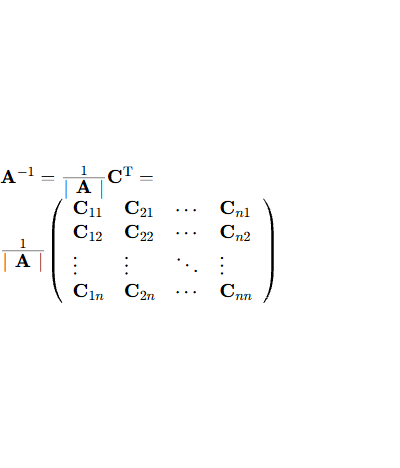 A⁻¹ = 1/| A | Cᵀ =
1/| A | ( C₁₁ C₂₁ ⋯ Cₙ₁
C₁₂ C₂₂ ⋯ Cₙ₂
⋮ ⋮ ⋱ ⋮
C₁ₙ C₂ₙ ⋯ Cₙₙ )